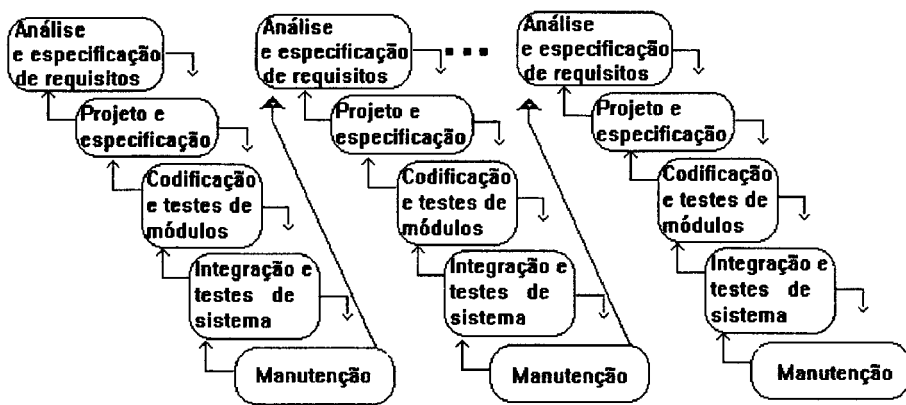 Análise
e especificação
de requisitos
Projeto e
especificação
Codificação
e testes de
módulos
Integração e
testes de
sistema
Manutenção
Análise
e especificação
de requisitos
Projeto e
especificação
Codificação
e testes de
módulos
Integração e
testes de
sistema
Manutenção
Análise
e especificação
de requisitos
Projeto e
especificação
Codificação
e testes de
módulos
Integração e
testes de
sistema
Manutenção